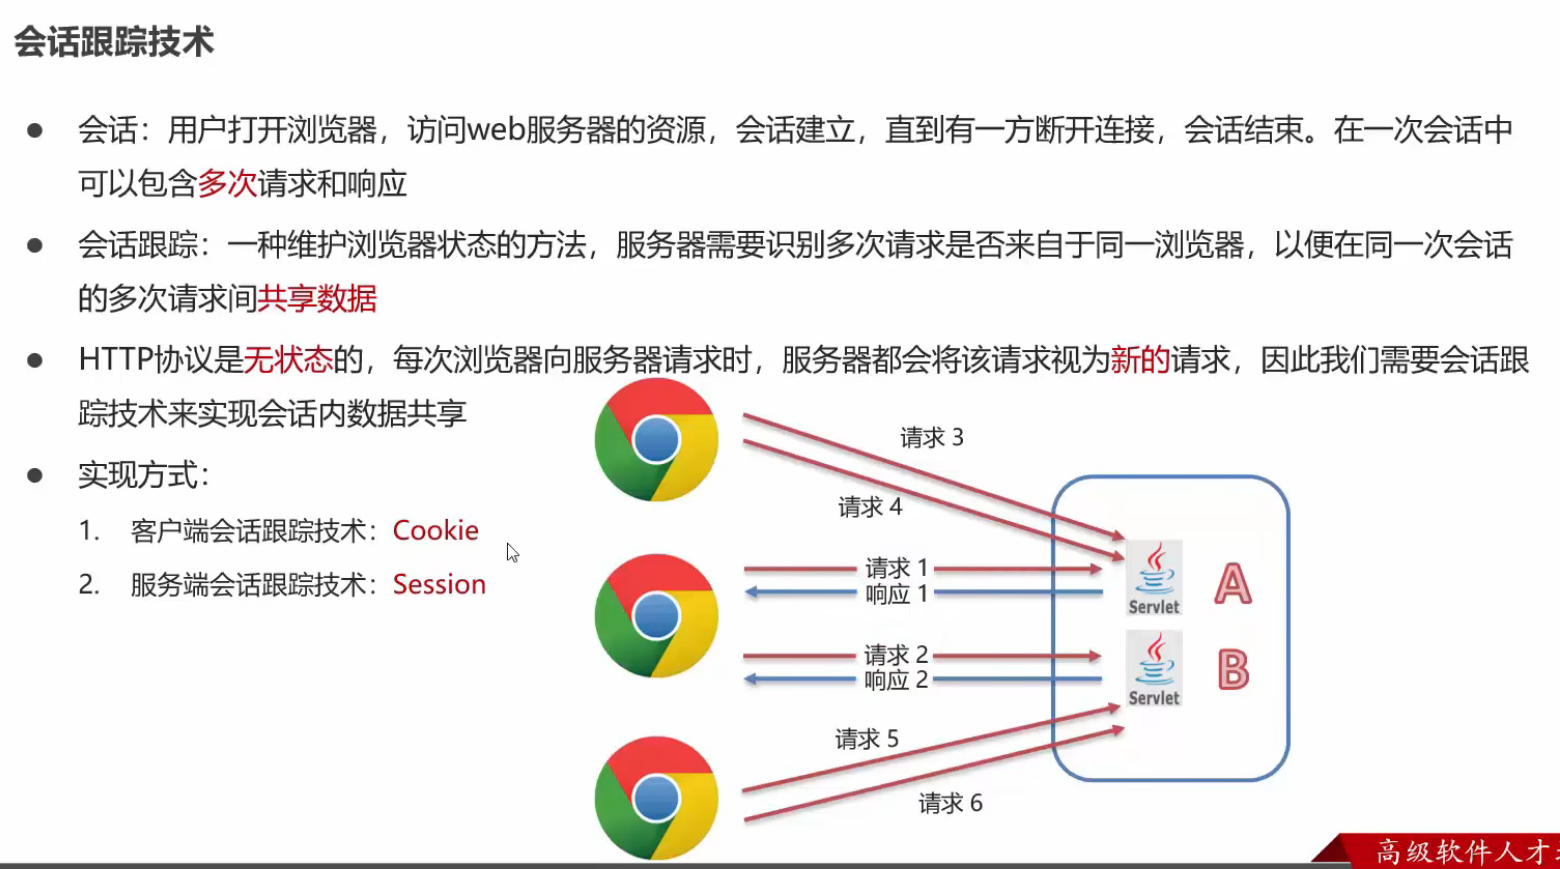 会话跟踪技术
● 会话：用户打开浏览器，访问web服务器的资源，会话建立，直到有一方断开连接，会话结束。在一次会话中
可以包含多次请求和响应
● 会话跟踪：一种维护浏览器状态的方法，服务器需要识别多次请求是否来自于同一浏览器，以便在同一次会话
的多次请求间共享数据
● HTTP协议是无状态的，每次浏览器向服务器请求时，服务器都会将该请求视为新的请求，因此我们需要会话跟
踪技术来实现会话内数据共享
● 实现方式：
1. 客户端会话跟踪技术：Cookie
2. 服务端会话跟踪技术：Session
请求 3
请求 4
请求 1
响应 1
Servlet
A
请求 2
响应 2
Servlet
B
请求 5
请求 6
高级软件人才